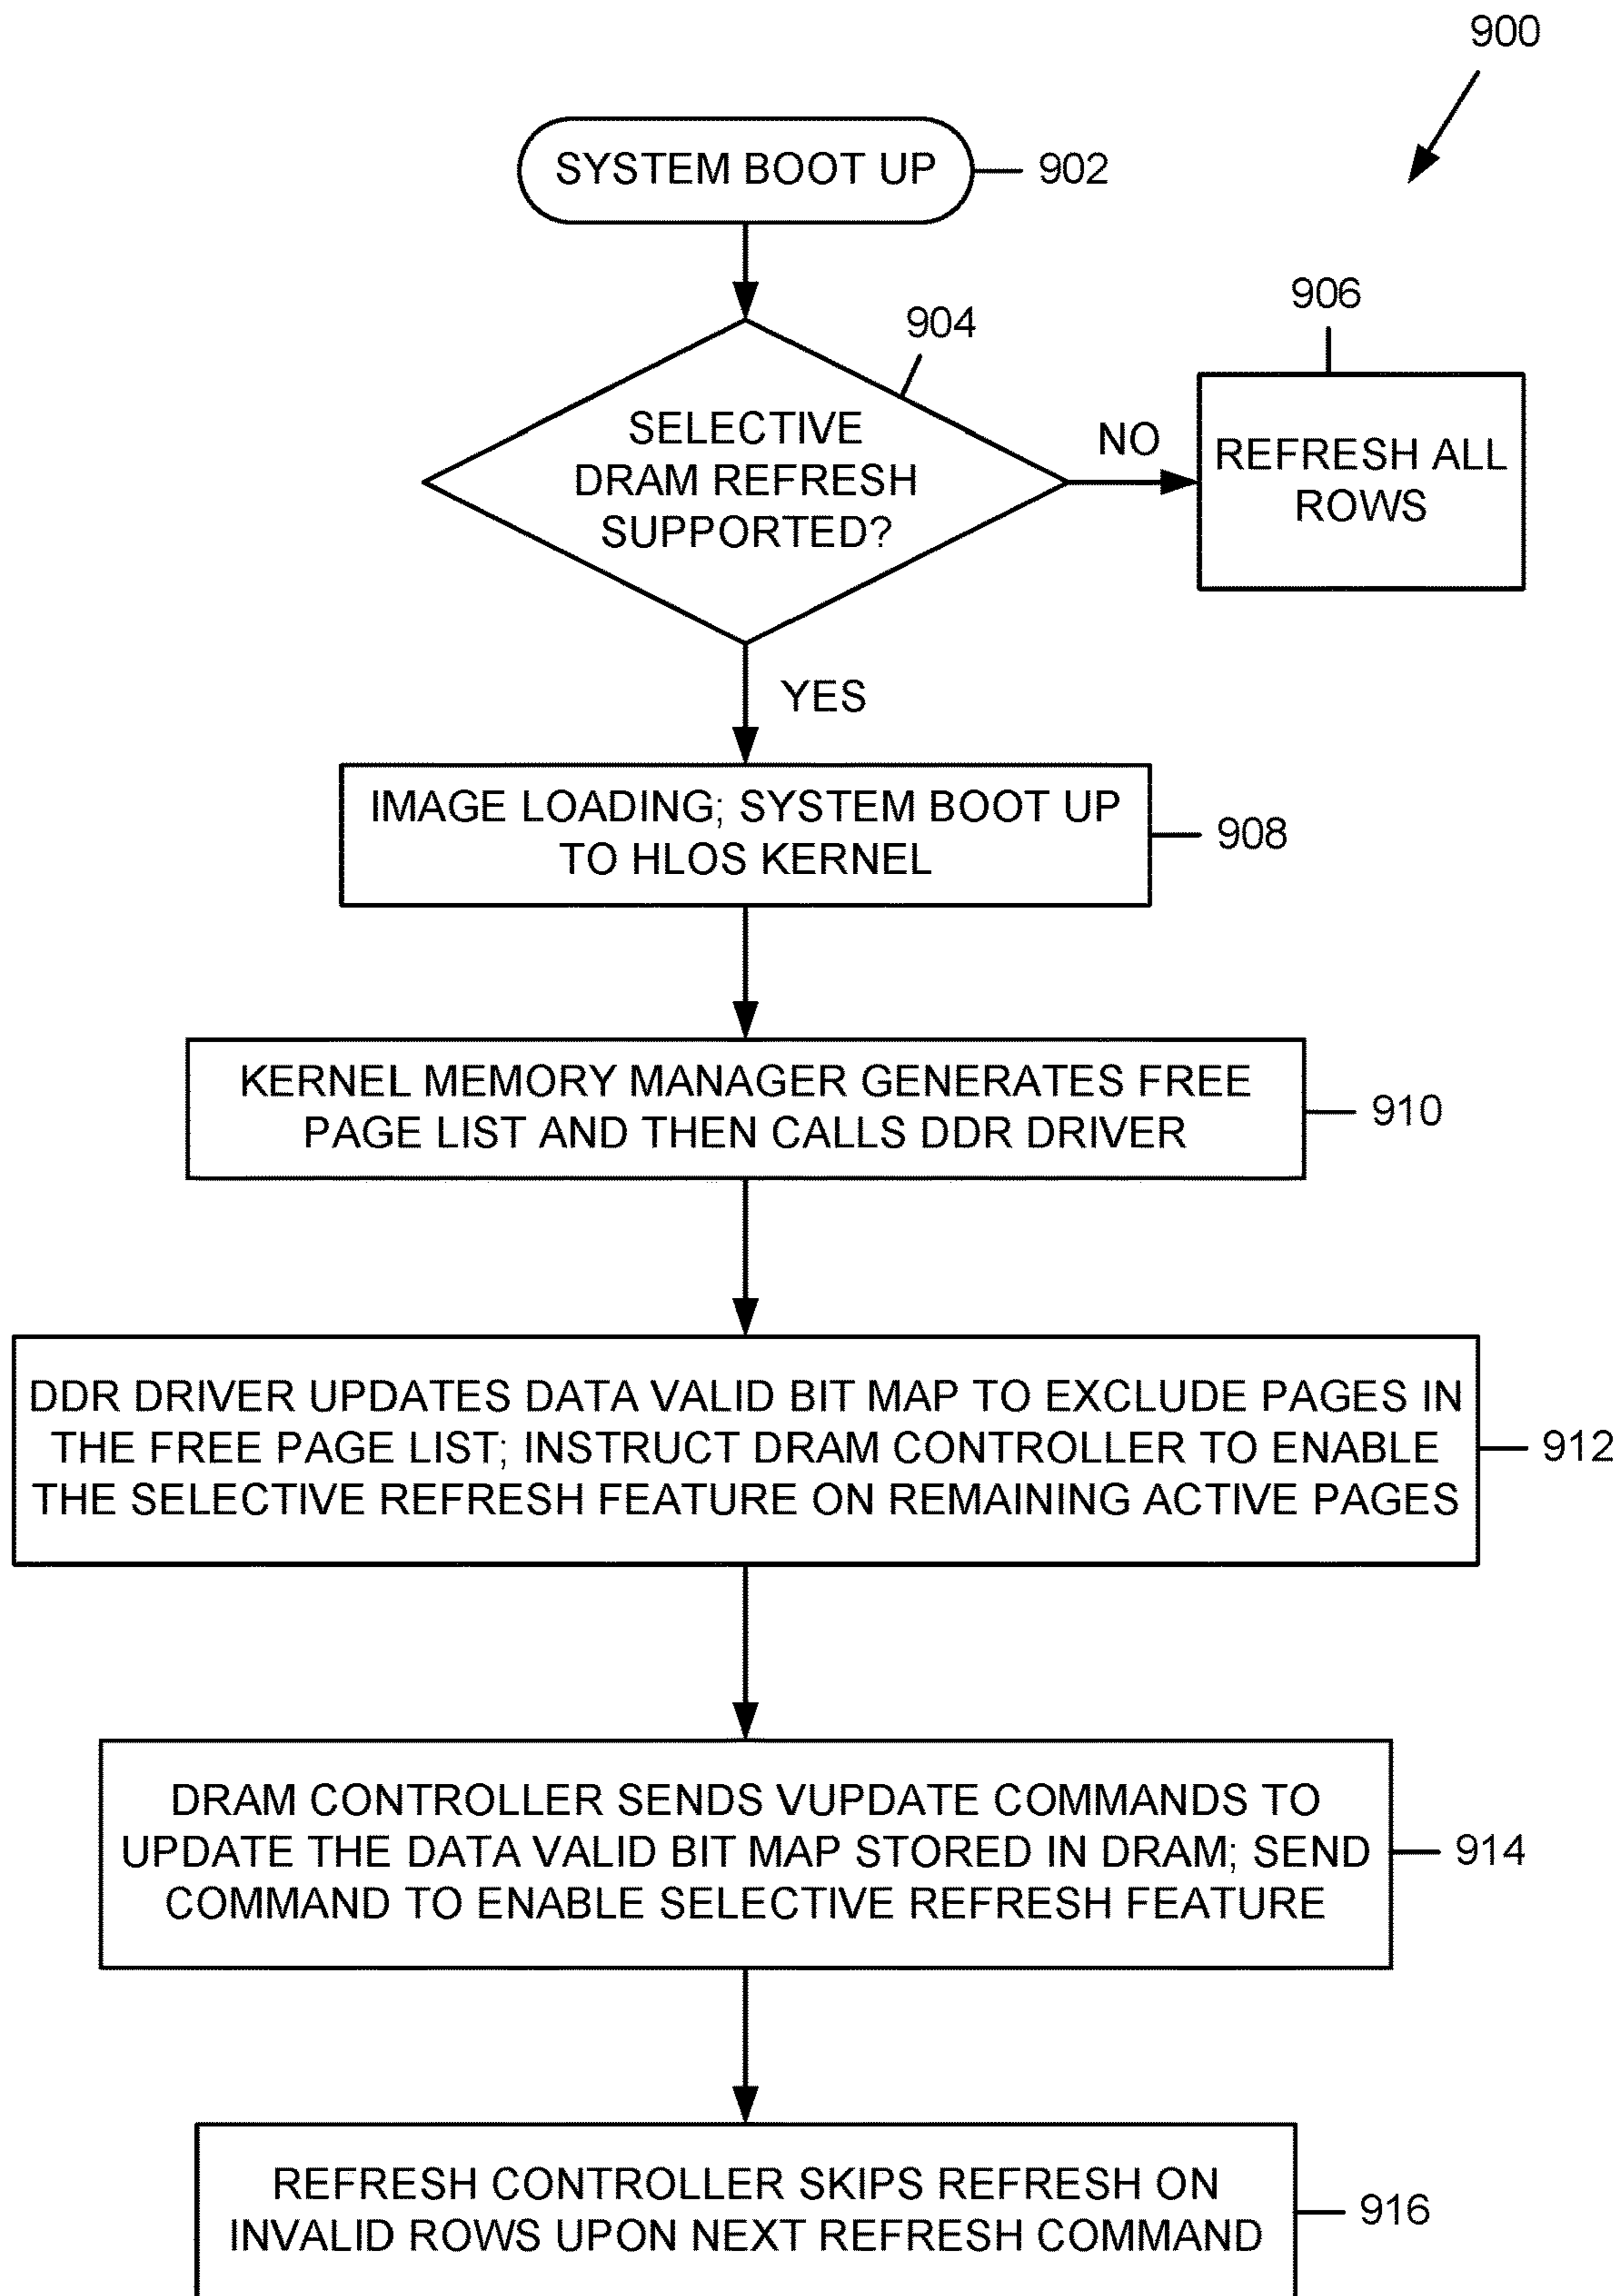 900
SYSTEM BOOT UP
902
904
906
SELECTIVE
DRAM REFRESH
SUPPORTED?
NO
REFRESH ALL
ROWS
YES
IMAGE LOADING; SYSTEM BOOT UP
TO HLOS KERNEL
908
KERNEL MEMORY MANAGER GENERATES FREE
PAGE LIST AND THEN CALLS DDR DRIVER
910
DDR DRIVER UPDATES DATA VALID BIT MAP TO EXCLUDE PAGES IN
THE FREE PAGE LIST; INSTRUCT DRAM CONTROLLER TO ENABLE
THE SELECTIVE REFRESH FEATURE ON REMAINING ACTIVE PAGES
912
DRAM CONTROLLER SENDS VUPDATE COMMANDS TO
UPDATE THE DATA VALID BIT MAP STORED IN DRAM; SEND
COMMAND TO ENABLE SELECTIVE REFRESH FEATURE
914
REFRESH CONTROLLER SKIPS REFRESH ON
INVALID ROWS UPON NEXT REFRESH COMMAND
916